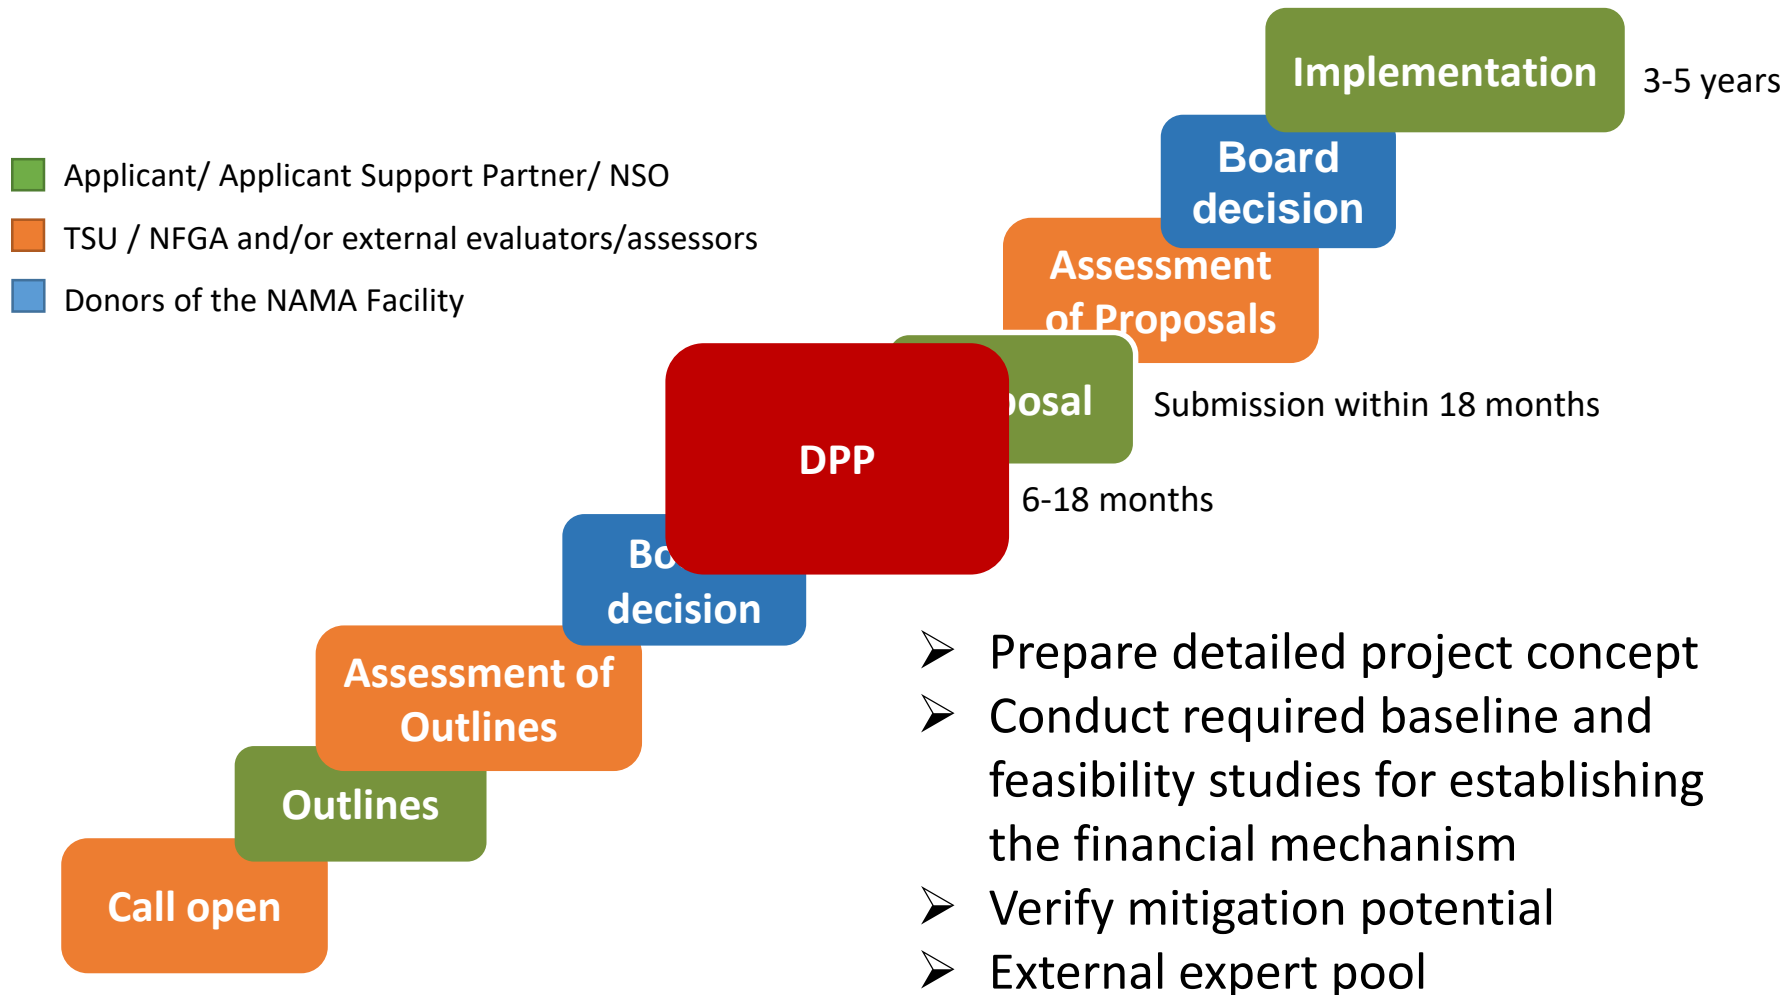 Implementation
3-5 years
Board
decision
Applicant/ Applicant Support Partner/ NSO
TSU / NFGA and/or external evaluators/assessors
Donors of the NAMA Facility
Assessment
of Proposals
posal
Submission within 18 months
DPP
6-18 months
Bo
decision
Assessment of
Outlines
Outlines
Call open
➢ Prepare detailed project concept
➢ Conduct required baseline and
feasibility studies for establishing
the financial mechanism
➢ Verify mitigation potential
➢ External expert pool